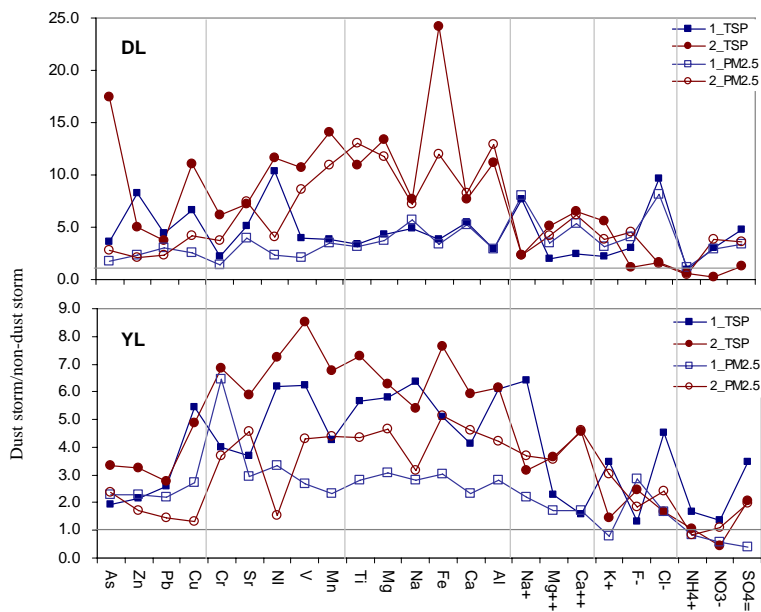 25.0
20.0
15.0
10.0
5.0
0.0
DL
1_TSP
2_TSP
1_PM2.5
2_PM2.5
Dust storm/non-dust storm
9.0
8.0
7.0
6.0
5.0
4.0
3.0
2.0
1.0
0.0
YL
1_TSP
2_TSP
1_PM2.5
2_PM2.5
As
Zn
Pb
Cu
Cr
Sr
NI
V
Mn
Ti
Mg
Na
Fe
Ca
Al
Na+
Mg++
Ca++
K+
F-
Cl-
NH4+
NO3-
SO4=